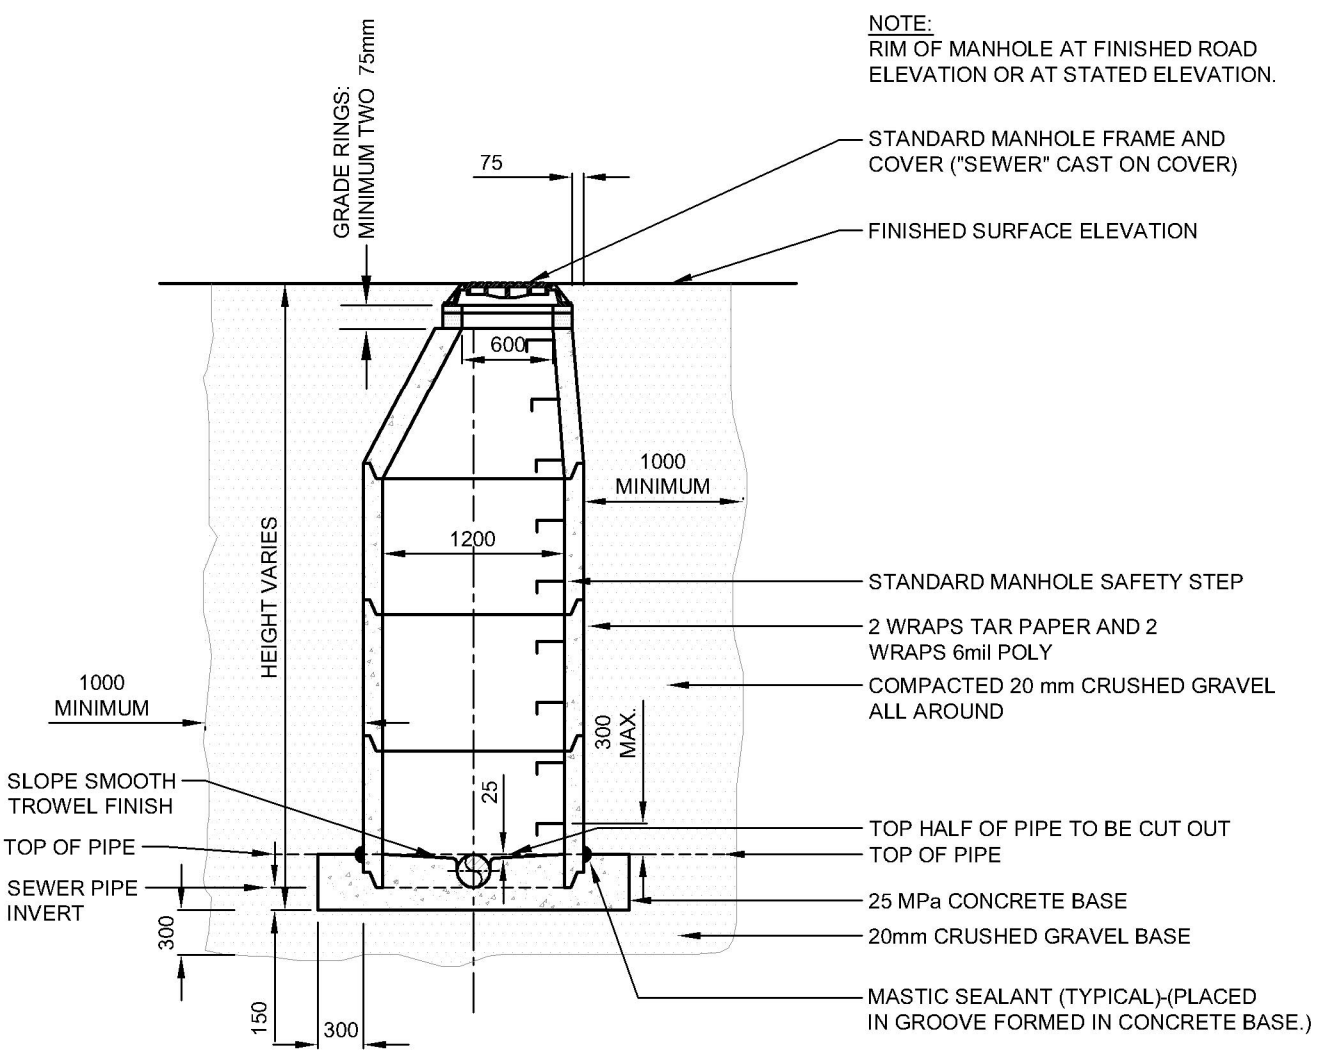 NOTE:
RIM OF MANHOLE AT FINISHED ROAD
ELEVATION OR AT STATED ELEVATION.
GRADE RINGS:
MINIMUM TWO 75mm
75
STANDARD MANHOLE FRAME AND
COVER ("SEWER" CAST ON COVER)
FINISHED SURFACE ELEVATION
600
1000
MINIMUM
1200
HEIGHT VARIES
STANDARD MANHOLE SAFETY STEP
2 WRAPS TAR PAPER AND 2
WRAPS 6mil POLY
COMPACTED 20 mm CRUSHED GRAVEL
ALL AROUND
1000
MINIMUM
300
MAX.
SLOPE SMOOTH
TROWEL FINISH
25
TOP HALF OF PIPE TO BE CUT OUT
TOP OF PIPE
TOP OF PIPE
SEWER PIPE
INVERT
25 MPa CONCRETE BASE
20mm CRUSHED GRAVEL BASE
300
150
300
MASTIC SEALANT (TYPICAL)-(PLACED
IN GROOVE FORMED IN CONCRETE BASE.)